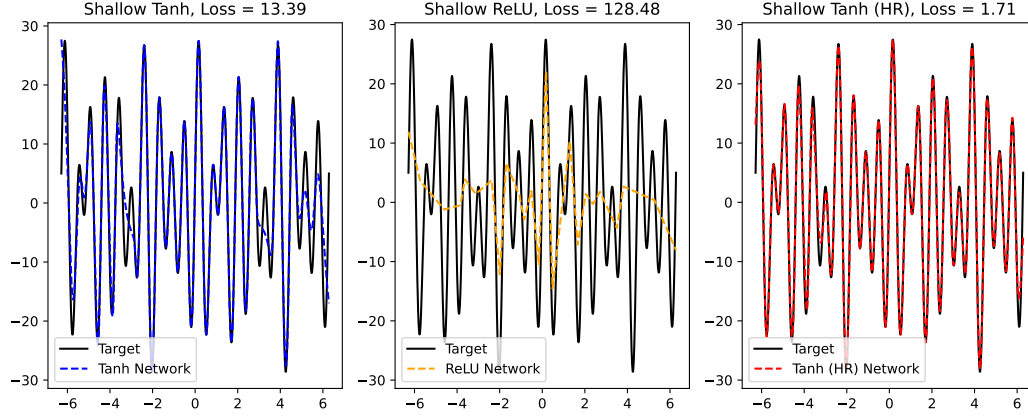 Shallow Tanh, Loss = 13.39
30
20
10
0
−10
−20
−30
−6 −4 −2 0 2 4 6
Target
Tanh Network
Shallow ReLU, Loss = 128.48
30
20
10
0
−10
−20
−30
−6 −4 −2 0 2 4 6
Target
ReLU Network
Shallow Tanh (HR), Loss = 1.71
30
20
10
0
−10
−20
−30
−6 −4 −2 0 2 4 6
Target
Tanh (HR) Network